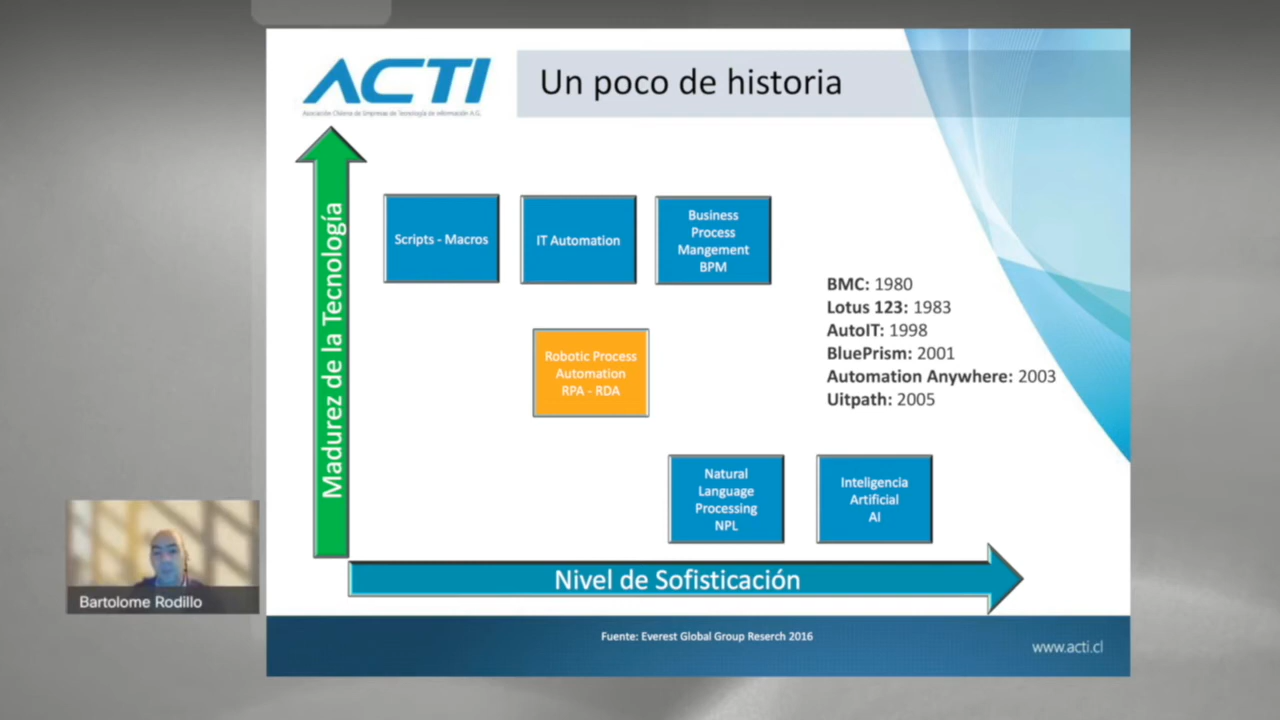 ACTI
Asociación Chilena de Empresas de Tecnología de Información A.G.
Un poco de historia
Madurez de la Tecnología
Scripts - Macros
IT Automation
Business
Process
Mangement
BPM
Robotic Process
Automation
RPA - RDA
BMC: 1980
Lotus 123: 1983
AutoIT: 1998
BluePrism: 2001
Automation Anywhere: 2003
Uitpath: 2005
Natural
Language
Processing
NPL
Inteligencia
Artificial
AI
Nivel de Sofisticación
Bartolome Rodillo
Fuente: Everest Global Group Reserch 2016
www.acti.cl